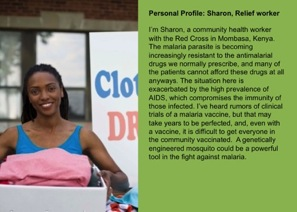 Clot
DR
Personal Profile: Sharon, Relief worker
I'm Sharon, a community health worker
with the Red Cross in Mombasa, Kenya.
The malaria parasite is becoming
increasingly resistant to the antimalarial
drugs we normally prescribe, and many of
the patients cannot afford these drugs at all
anyways. The situation here is
exacerbated by the high prevalence of
AIDS, which compromises the immunity of
those infected. I've heard rumors of clinical
trials of a malaria vaccine, but that may
take years to be perfected, and, even with
a vaccine, it is difficult to get everyone in
the community vaccinated. A genetically
engineered mosquito could be a powerful
tool in the fight against malaria.